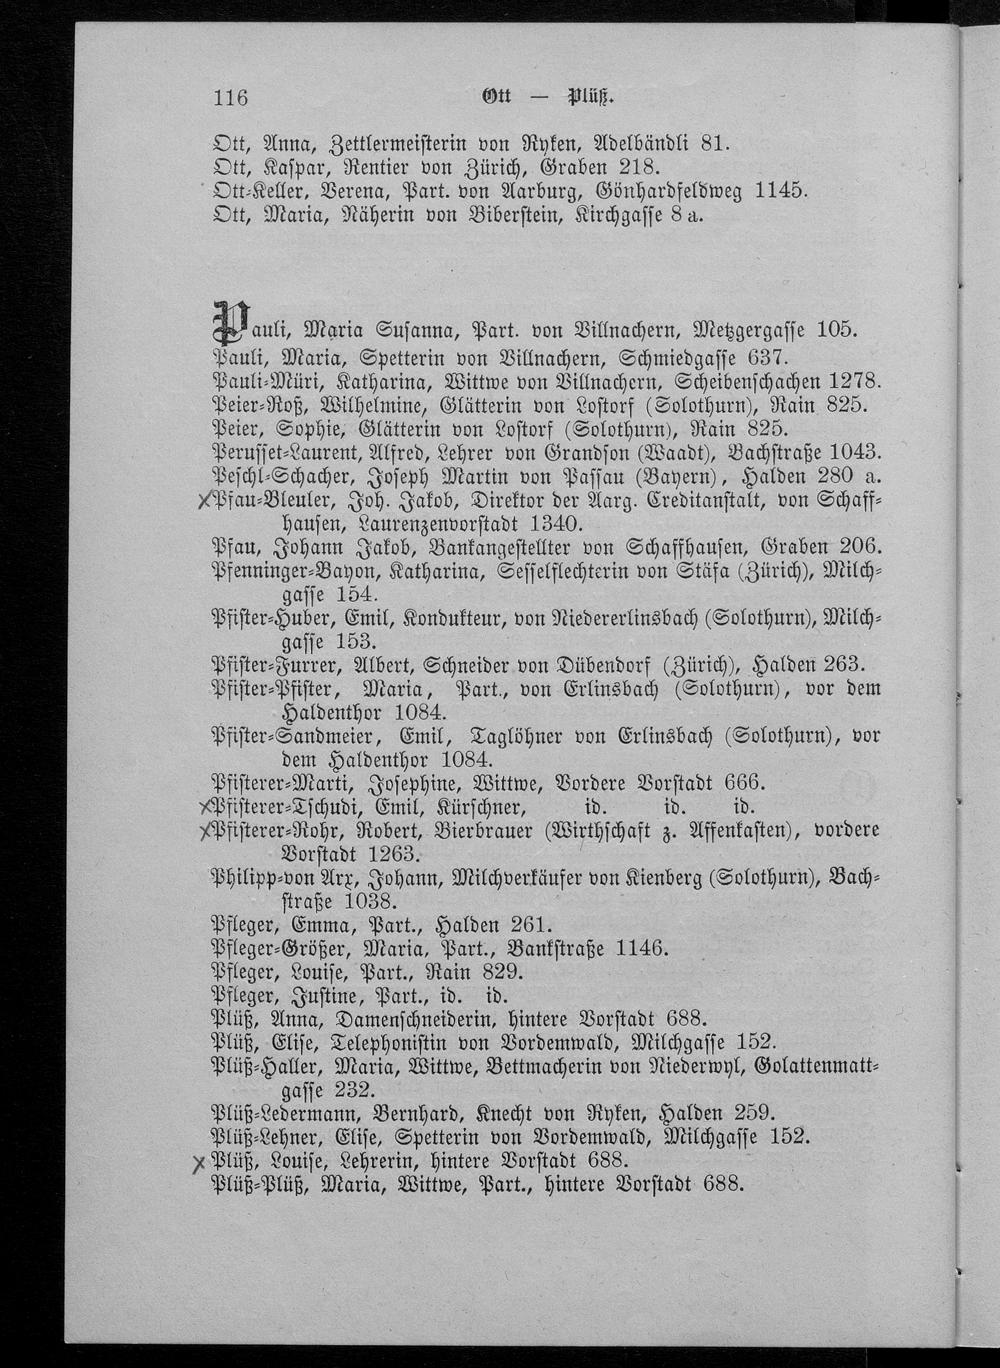 116 Ott — Plüß.
Ott, Anna, Zettlermeisterin von Ryken, Adelbändli 81.
Ott, Kaspar, Rentier von Zürich, Graben 218.
Ott-Keller, Verena, Part. von Aarburg, Gönhardfeldweg 1145.
Ott, Maria, Näherin von Biberstein, Kirchgasse 8 a.
Pauli, Maria Susanna, Part. von Villnachern, Metzgergasse 105.
Pauli, Maria, Spetterin von Villnachern, Schmiedgasse 637.
Pauli-Müri, Katharina, Wittwe von Villnachern, Scheibenschachen 1278.
Peier-Roß, Wilhelmine, Glätterin von Lostorf (Solothurn), Rain 825.
Peier, Sophie, Glätterin von Lostorf (Solothurn), Rain 825.
Perusset-Laurent, Alfred, Lehrer von Grandson (Waadt), Bachstraße 1043.
Peschl-Schacher, Joseph Martin von Passau (Bayern), Halden 280 a.
xPfau-Bleuler, Joh. Jakob, Direktor der Aarg. Creditanstalt, von Schaff-
hausen, Laurenzenvorstadt 1340.
Pfau, Johann Jakob, Bankangestellter von Schaffhausen, Graben 206.
Pfenninger-Bayon, Katharina, Sesselflechterin von Stäfa (Zürich), Milch-
gasse 154.
Pfister-Huber, Emil, Kondukteur, von Niedererlinsbach (Solothurn), Milch-
gasse 153.
Pfister-Furrer, Albert, Schneider von Dübendorf (Zürich), Halden 263.
Pfister-Pfister, Maria, Part., von Erlinsbach (Solothurn), vor dem
Haldenthor 1084.
Pfister-Sandmeier, Emil, Taglöhner von Erlinsbach (Solothurn), vor
dem Haldenthor 1084.
Pfisterer-Marti, Josephine, Wittwe, Vordere Vorstadt 666.
xPfisterer-Tschudi, Emil, Kürschner, id. id. id.
xPfisterer-Rohr, Robert, Bierbrauer (Wirthschaft z. Affenkasten), vordere
Vorstadt 1263.
Philipp-von Arx, Johann, Milchverkäufer von Kienberg (Solothurn), Bach-
straße 1038.
Pfleger, Emma, Part., Halden 261.
Pfleger-Größer, Maria, Part., Bankstraße 1146.
Pfleger, Louise, Part., Rain 829.
Pfleger, Justine, Part., id. id.
Plüß, Anna, Damenschneiderin, hintere Vorstadt 688.
Plüß, Elise, Telephonistin von Vordemwald, Milchgasse 152.
Plüß-Haller, Maria, Wittwe, Bettmacherin von Niederwyl, Golattenmatt-
gasse 232.
Plüß-Ledermann, Bernhard, Knecht von Ryken, Halden 259.
Plüß-Lehner, Elise, Spetterin von Vordemwald, Milchgasse 152.
x Plüß, Louise, Lehrerin, hintere Vorstadt 688.
Plüß-Plüß, Maria, Wittwe, Part., hintere Vorstadt 688.